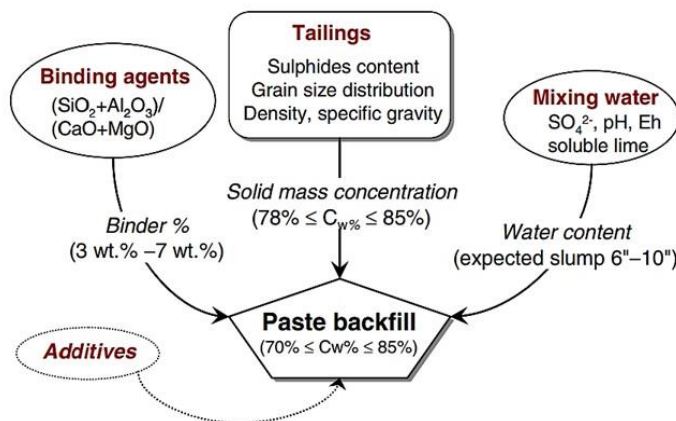 Tailings
Sulphides content
Grain size distribution
Density, specific gravity
Binding agents
(SiO₂+Al₂O₃)/
(CaO+MgO)
Mixing water
SO₄²⁻, pH, Eh
soluble lime
Solid mass concentration
(78% ≤ Cw% ≤ 85%)
Binder %
(3 wt.% –7 wt.%)
Water content
(expected slump 6"–10")
Paste backfill
(70% ≤ Cw% ≤ 85%)
Additives